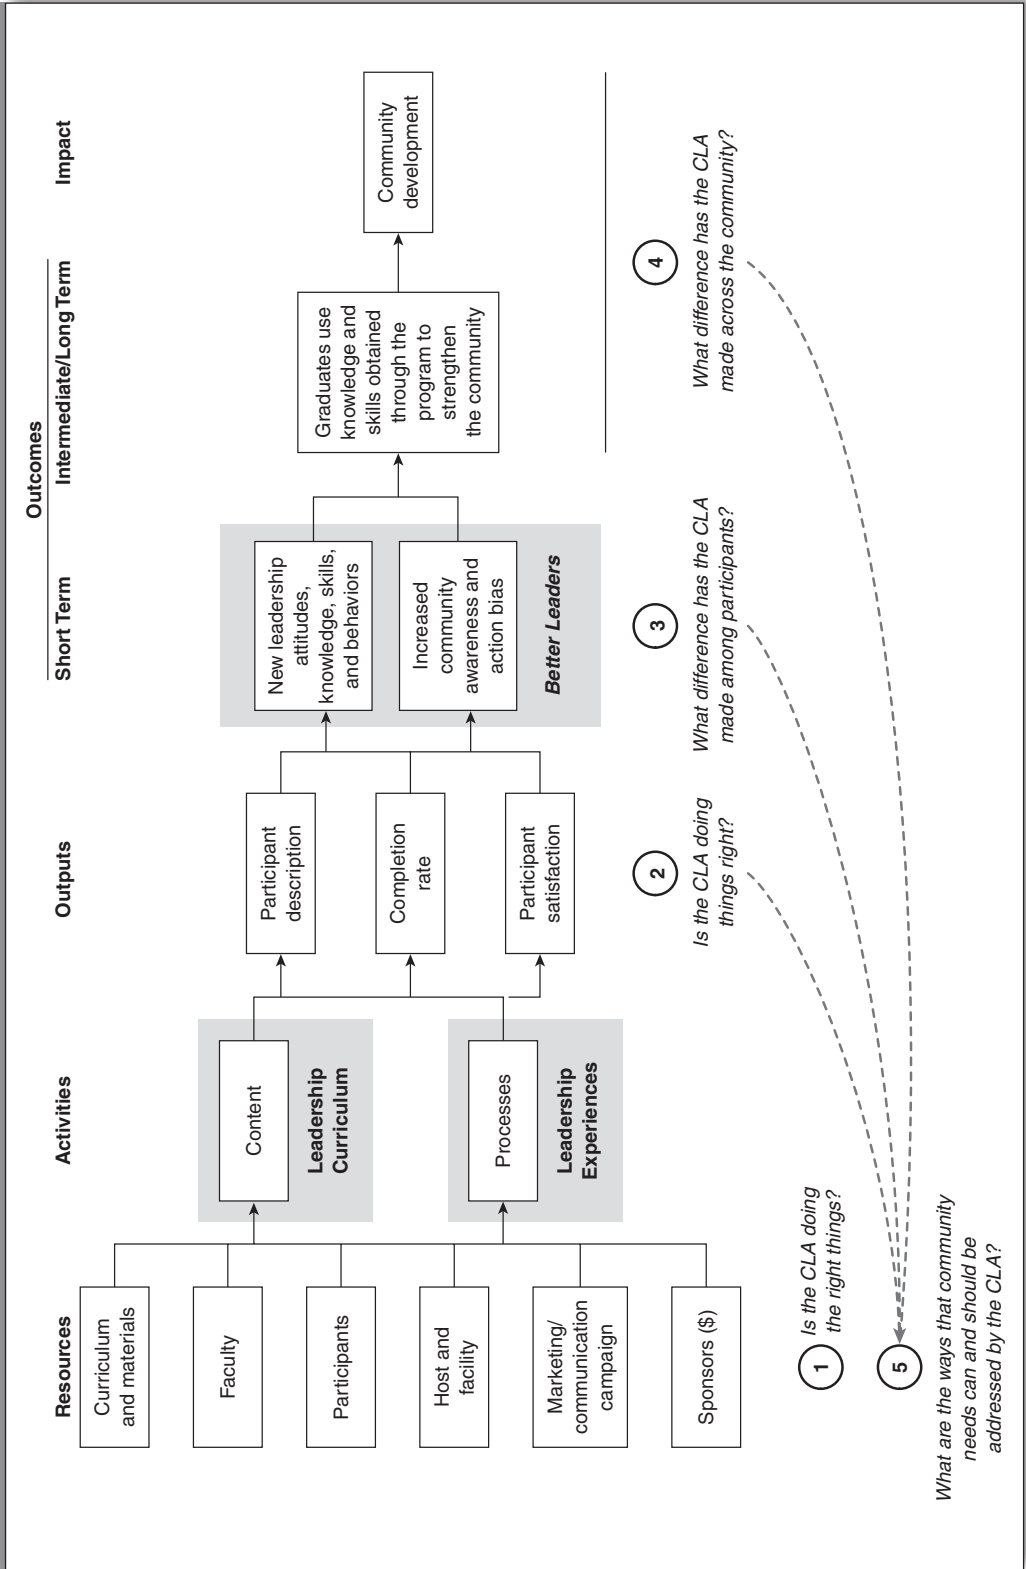 Resources
Activities
Outputs
Outcomes
Short Term
Intermediate/Long Term
Impact
Curriculum
and materials
Faculty
Participants
Host and
facility
Marketing/
communication
campaign
Sponsors ($)
Content
Leadership
Curriculum
Processes
Leadership
Experiences
Participant
description
Completion
rate
Participant
satisfaction
New leadership
attitudes,
knowledge, skills,
and behaviors
Increased
community
awareness and
action bias
Better Leaders
Graduates use
knowledge and
skills obtained
through the
program to
strengthen
the community
Community
development
1
Is the CLA doing
the right things?
2
Is the CLA doing
things right?
3
What difference has the CLA
made among participants?
4
What difference has the CLA
made across the community?
5
What are the ways that community
needs can and should be
addressed by the CLA?